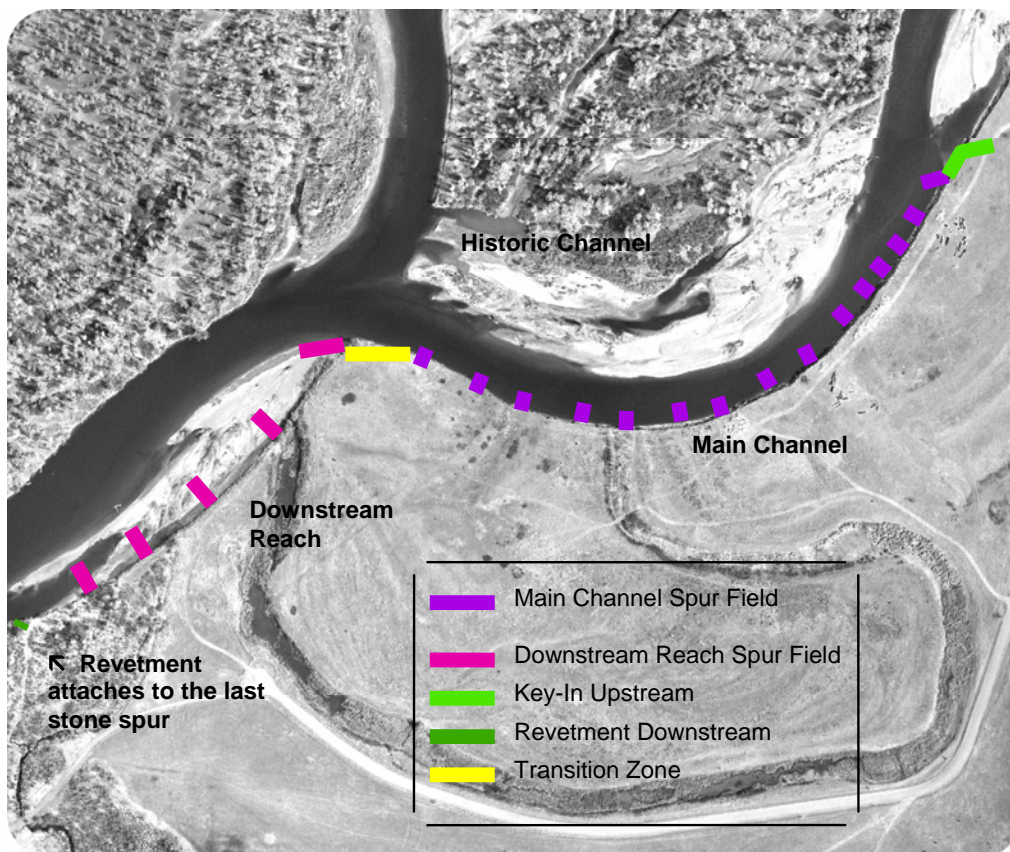 Historic Channel
Main Channel
Downstream
Reach
Main Channel Spur Field
Downstream Reach Spur Field
Key-In Upstream
Revetment Downstream
Transition Zone
↖ Revetment
attaches to the last
stone spur